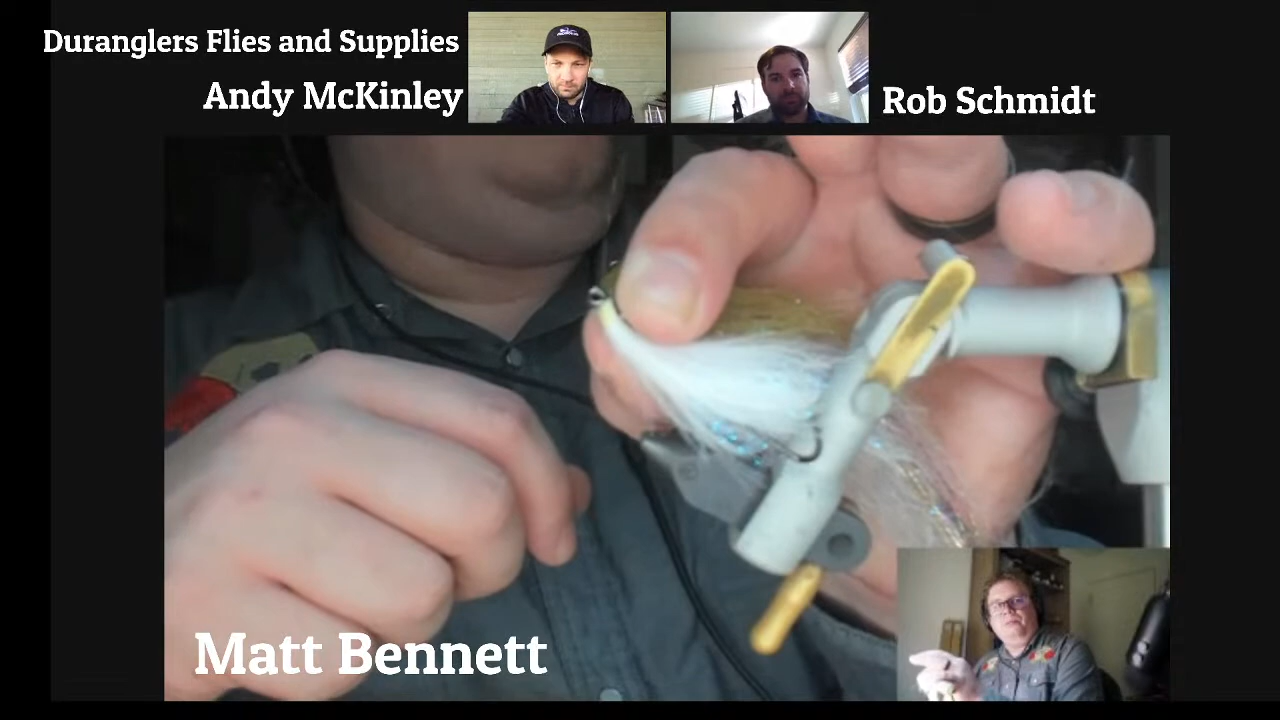 Duranglers Flies and Supplies
Andy McKinley
Rob Schmidt
Matt Bennett